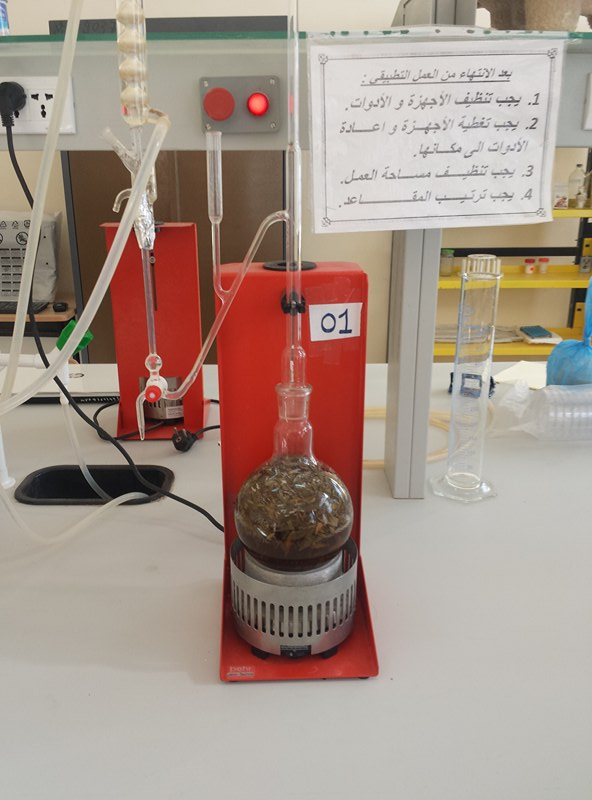 بعد الانتهاء من العمل التطبيقي :
1. يجب تنظيف الأجهزة و الأدوات.
2. يجب تغطية الأجهزة و اعادة
الأدوات الى مكانها.
3. يجب تنظيف مساحة العمل.
4. يجب ترتيب المقاعد.
01
behr